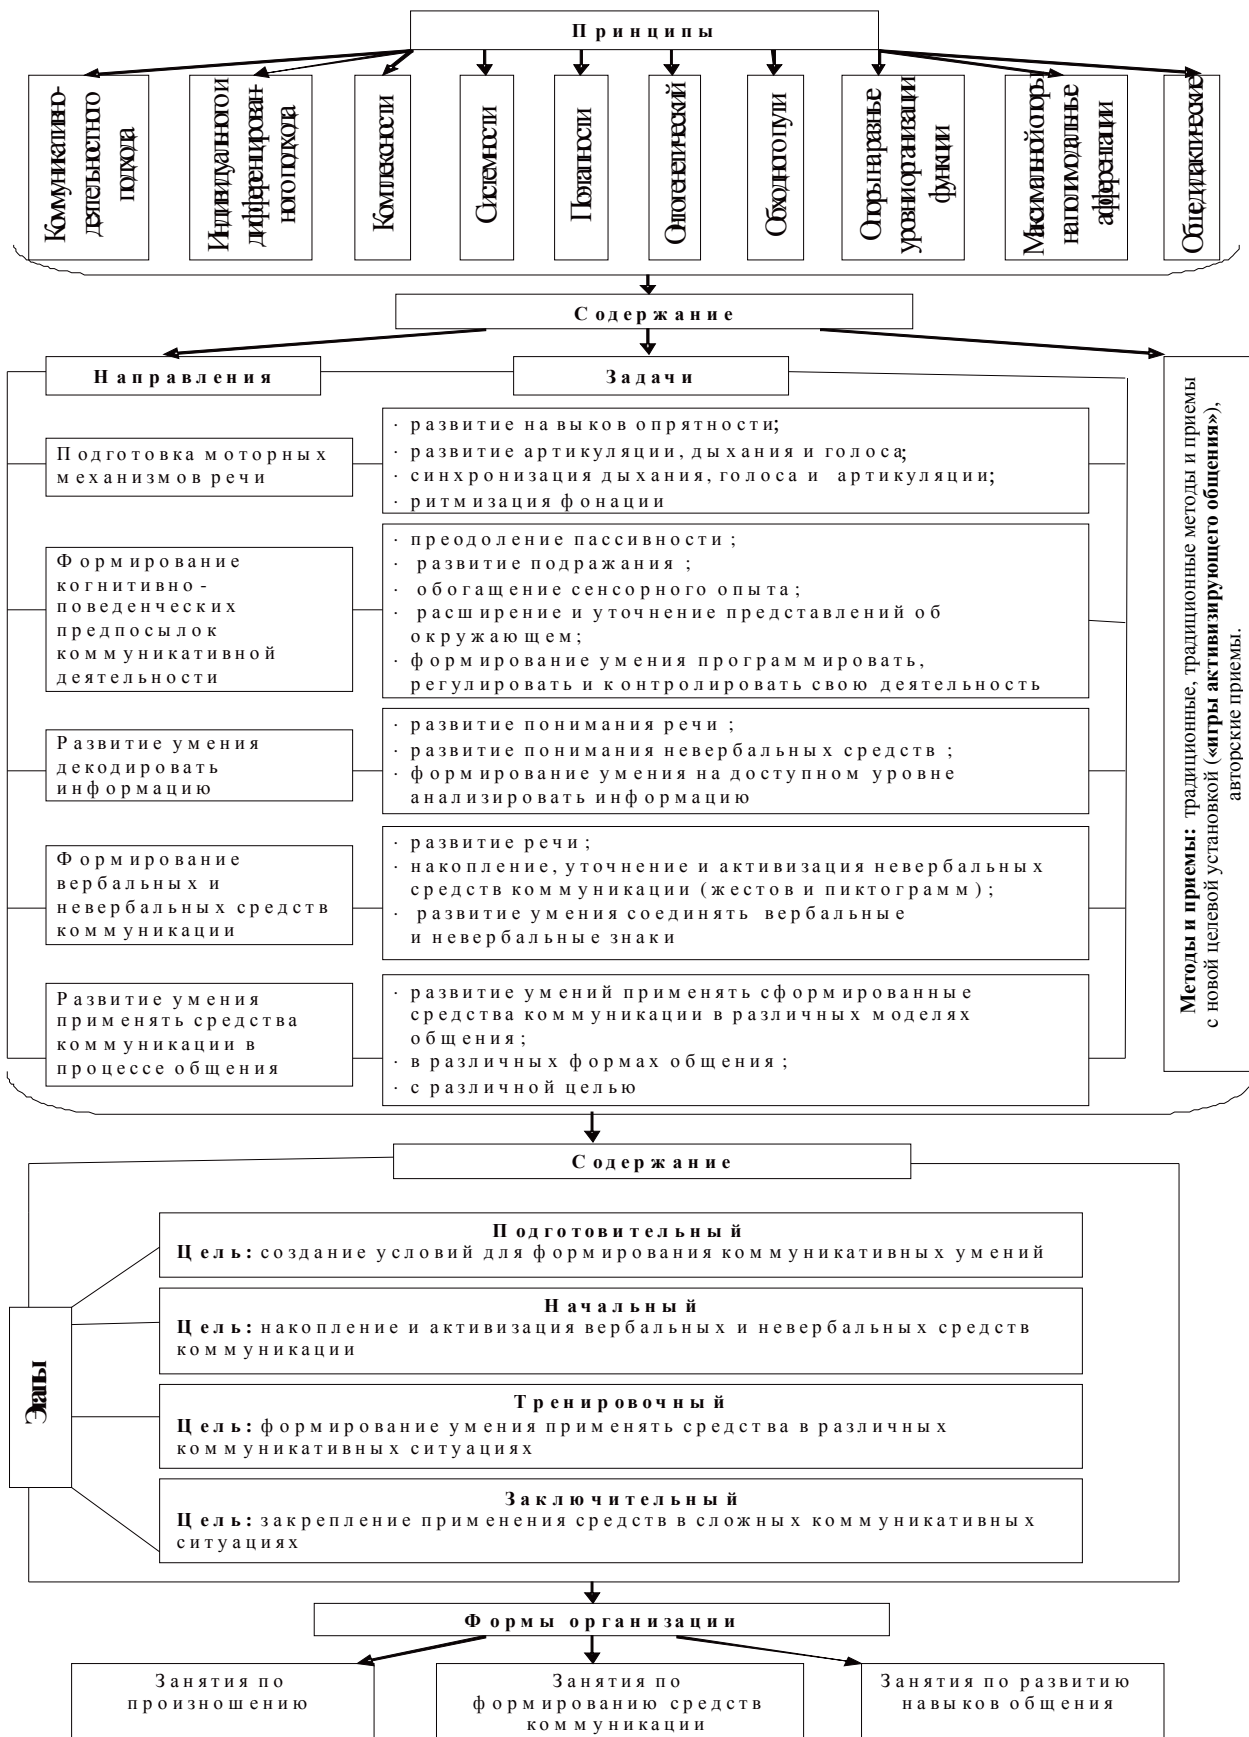 Принципы
Коммуникативно-
деятельностного
подхода
Индивидуального и
дифференцирован-
ного подхода
Комплексности
Системности
Поэтапности
Онтогенетический
Обходного пути
Опоры на разные
уровни организации
функции
Максимальной опоры
на полимодальные
афферентации
Общедидактические
Содержание
Направления
Задачи
Методы и приемы: традиционные, традиционные методы и приемы
с новой целевой установкой («игры активизирующего общения»),
авторские приемы.
Подготовка моторных
механизмов речи
· развитие навыков опрятности;
· развитие артикуляции, дыхания и голоса;
· синхронизация дыхания, голоса и артикуляции;
· ритмизация фонации
Формирование
когнитивно-
поведенческих
предпосылок
коммуникативной
деятельности
· преодоление пассивности;
· развитие подражания;
· обогащение сенсорного опыта;
· расширение и уточнение представлений об
окружающем;
· формирование умения программировать,
регулировать и контролировать свою деятельность
Развитие умения
декодировать
информацию
· развитие понимания речи;
· развитие понимания невербальных средств;
· формирование умения на доступном уровне
анализировать информацию
Формирование
вербальных и
невербальных средств
коммуникации
· развитие речи;
· накопление, уточнение и активизация невербальных
средств коммуникации (жестов и пиктограмм);
· развитие умения соединять вербальные
и невербальные знаки
Развитие умения
применять средства
коммуникации в
процессе общения
· развитие умений применять сформированные
средства коммуникации в различных моделях
общения;
· в различных формах общения;
· с различной целью
Содержание
Этапы
Подготовительный
Цель: создание условий для формирования коммуникативных умений
Начальный
Цель: накопление и активизация вербальных и невербальных средств
коммуникации
Тренировочный
Цель: формирование умения применять средства в различных
коммуникативных ситуациях
Заключительный
Цель: закрепление применения средств в сложных коммуникативных
ситуациях
Формы организации
Занятия по
произношению
Занятия по
формированию средств
коммуникации
Занятия по развитию
навыков общения